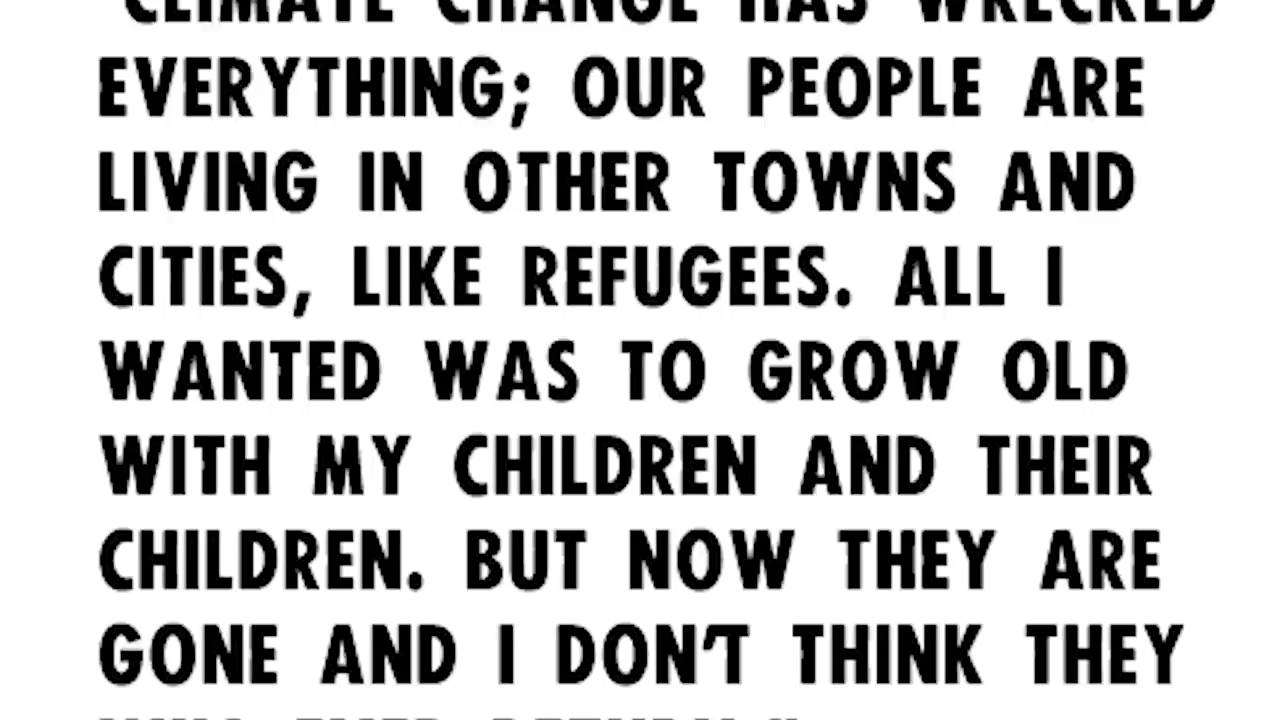 "CLIMATE CHANGE HAS WRECKED
EVERYTHING; OUR PEOPLE ARE
LIVING IN OTHER TOWNS AND
CITIES, LIKE REFUGEES. ALL I
WANTED WAS TO GROW OLD
WITH MY CHILDREN AND THEIR
CHILDREN. BUT NOW THEY ARE
GONE AND I DON'T THINK THEY